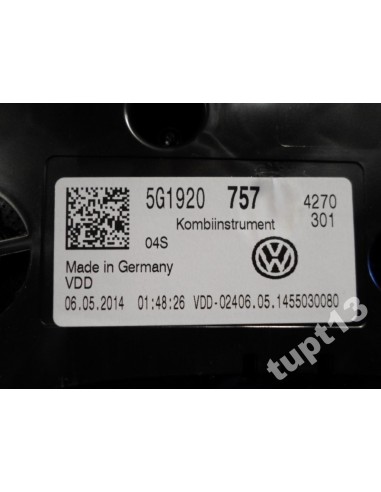 5G1920 757 4270
Kombiinstrument 301
04S
Made in Germany
VDD
06.05.2014 01:48:26 VDD-02406.05.1455030080
tupt13